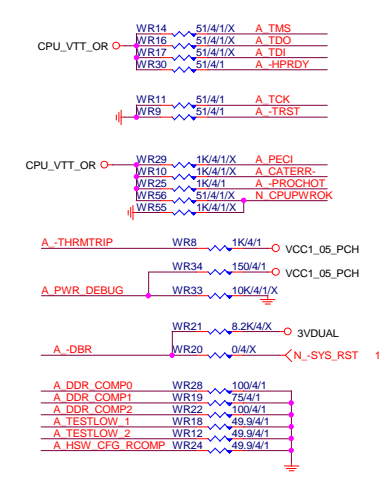 WR14 51/4/1/X A_TMS
WR16 51/4/1/X A_TDO
CPU_VTT_OR WR17 51/4/1/X A_TDI
WR30 51/4/1 A_-HPRDY
WR11 51/4/1 A_TCK
WR9 51/4/1 A_-TRST
CPU_VTT_OR WR29 1K/4/1/X A_PECI
WR10 1K/4/1/X A_CATERR-
WR25 1K/4/1 A_-PROCHOT
WR56 51/4/1/X N_CPUPWROK
WR55 1K/4/1/X
A_-THRMTRIP WR8 1K/4/1 VCC1_05_PCH
WR34 150/4/1 VCC1_05_PCH
A_PWR_DEBUG WR33 10K/4/1/X
WR21 8.2K/4/X 3VDUAL
A_-DBR WR20 0/4/X N_-SYS_RST 1
A_DDR_COMP0 WR28 100/4/1
A_DDR_COMP1 WR19 75/4/1
A_DDR_COMP2 WR22 100/4/1
A_TESTLOW_1 WR18 49.9/4/1
A_TESTLOW_2 WR12 49.9/4/1
A_HSW_CFG_RCOMP WR24 49.9/4/1